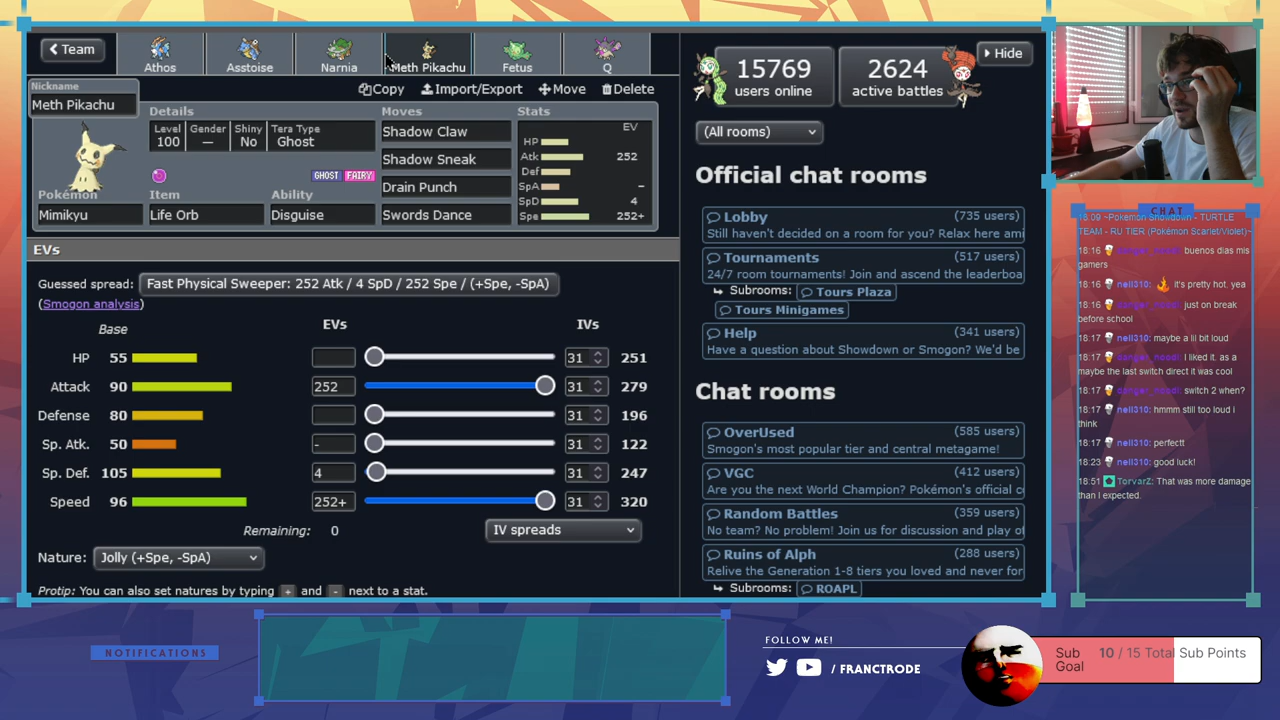 Team
Athos
Asstoise
Narnia
Meth Pikachu
Fetus
Q
Nickname
Meth Pikachu
Copy
Import/Export
Move
Delete
Details
Moves
Stats
Level
Gender
Shiny
Tera Type
100
—
No
Ghost
GHOST FAIRY
Pokémon
Item
Ability
Mimikyu
Life Orb
Disguise
Shadow Claw
Shadow Sneak
Drain Punch
Swords Dance
EV
HP
Atk 252
Def
SpA –
SpD 4
Spe 252+
EVs
Guessed spread: Fast Physical Sweeper: 252 Atk / 4 SpD / 252 Spe / (+Spe, -SpA)
(Smogon analysis)
Base EVs IVs
HP 55 31 251
Attack 90 252 31 279
Defense 80 31 196
Sp. Atk. 50 - 31 122
Sp. Def. 105 4 31 247
Speed 96 252+ 31 320
Remaining: 0 IV spreads
Nature: Jolly (+Spe, -SpA)
Protip: You can also set natures by typing + and - next to a stat.
15769
users online
2624
active battles
Hide
(All rooms)
Official chat rooms
Lobby (735 users)
Still haven't decided on a room for you? Relax here ami
Tournaments (517 users)
24/7 room tournaments! Join and ascend the leaderboa
Subrooms: Tours Plaza
Tours Minigames
Help (341 users)
Have a question about Showdown or Smogon? We'd be
Chat rooms
OverUsed (585 users)
Smogon's most popular tier and central metagame!
VGC (412 users)
Are you the next World Champion? Pokémon's official c
Random Battles (359 users)
No team? No problem! Join us for discussion and play of
Ruins of Alph (288 users)
Relive the Generation 1-8 tiers you loved and never for
Subrooms: ROAPL
CHAT
18:09 ~Pokemon Showdown - TURTLE
TEAM - RU TIER (Pokémon Scarlet/Violet)~
18:16 buenos dias mis
gamers
18:16 nell310: it's pretty hot. yea
18:16 just on break
before school
18:17 nell310: maybe a lil bit loud
18:17 I liked it. as a
maybe the last switch direct it was cool
18:17 switch 2 when?
18:17 nell310: hmmm still too loud i
think
18:17 nell310: perfectt
18:23 nell310: good luck!
18:51 TorvarZ: That was more damage
than I expected.
NOTIFICATIONS
FOLLOW ME!
/ FRANCTRODE
Sub
Goal
10 / 15 Total Sub Points